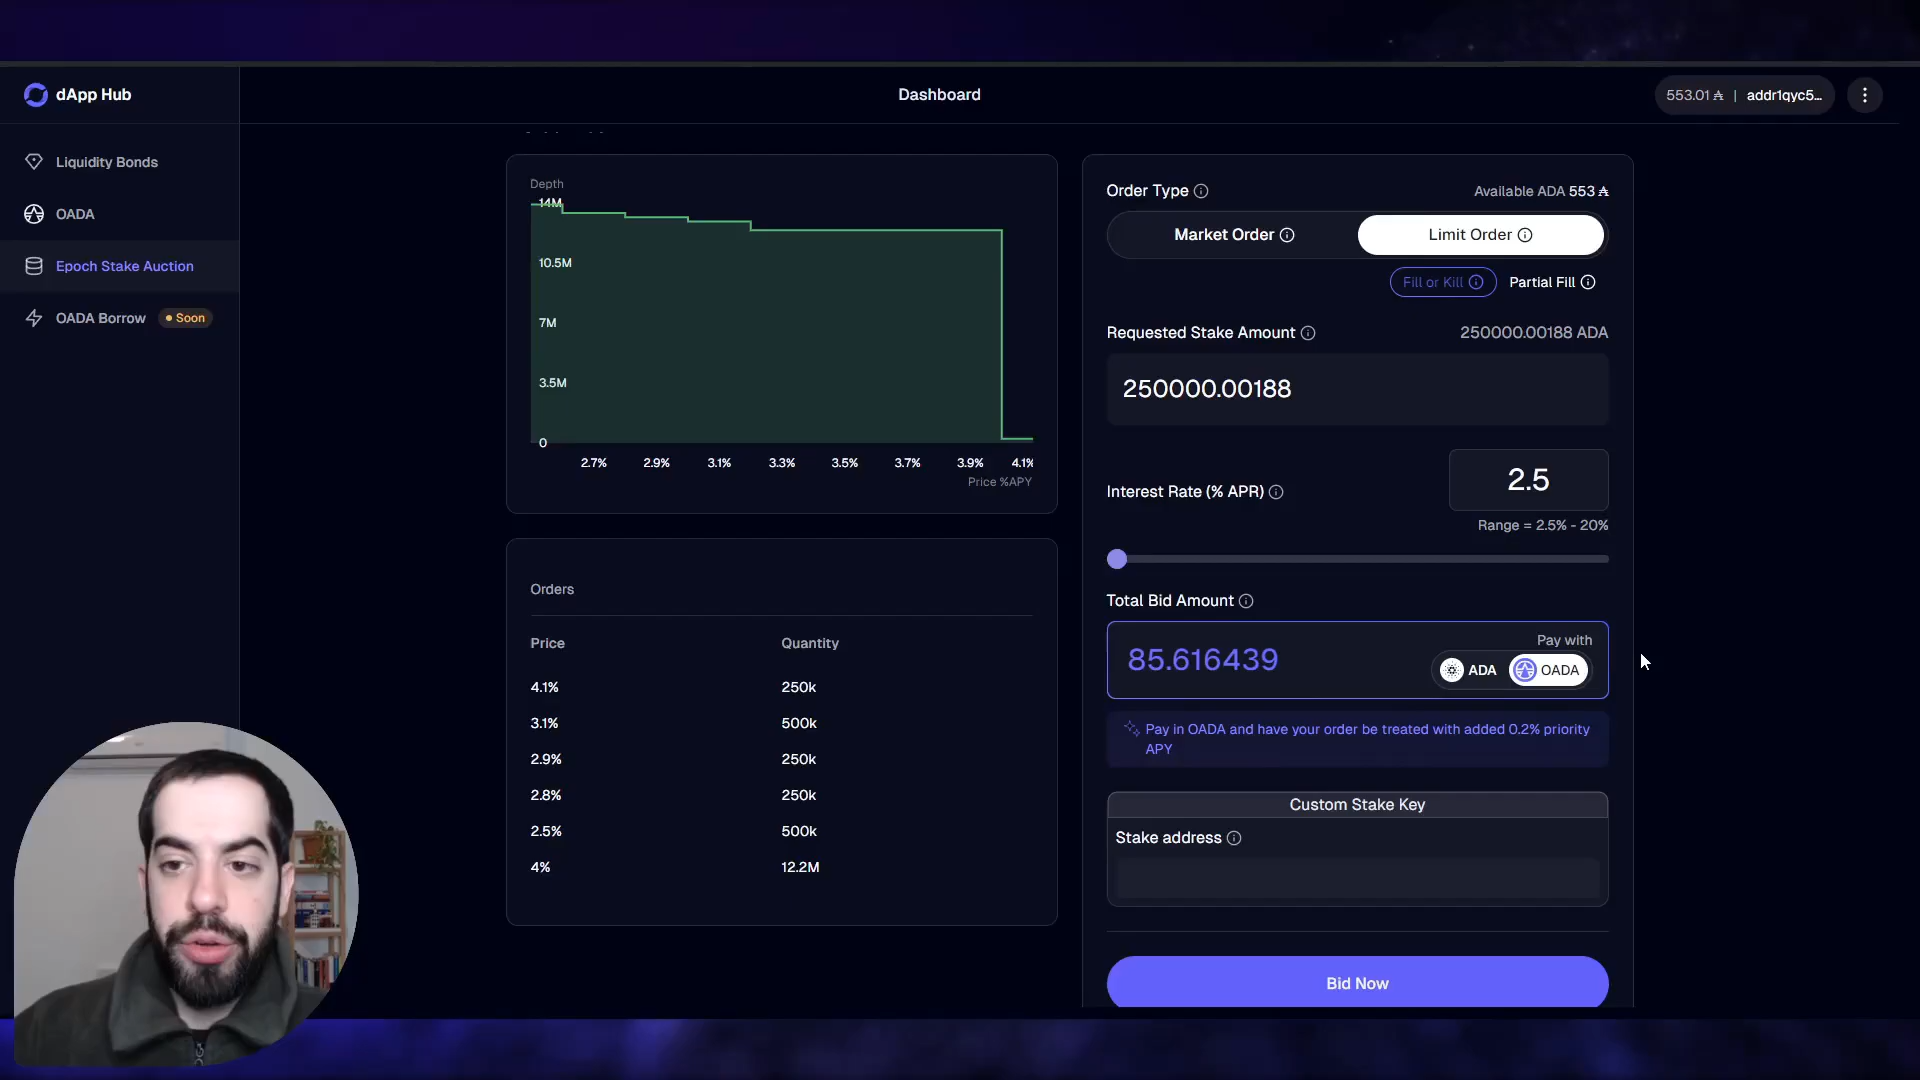 dApp Hub
Dashboard
553.01 ₳ | addr1qyc5...
Liquidity Bonds
OADA
Epoch Stake Auction
OADA Borrow
Soon
Depth
14M
10.5M
7M
3.5M
0
2.7% 2.9% 3.1% 3.3% 3.5% 3.7% 3.9% 4.1%
Price %APY
Orders
Price Quantity
4.1% 250k
3.1% 500k
2.9% 250k
2.8% 250k
2.5% 500k
4% 12.2M
Order Type
Available ADA 553 ₳
Market Order
Limit Order
Fill or Kill
Partial Fill
Requested Stake Amount
250000.00188 ADA
250000.00188
Interest Rate (% APR)
2.5
Range = 2.5% - 20%
Total Bid Amount
85.616439
Pay with
ADA
OADA
Pay in OADA and have your order be treated with added 0.2% priority
APY
Custom Stake Key
Stake address
Bid Now